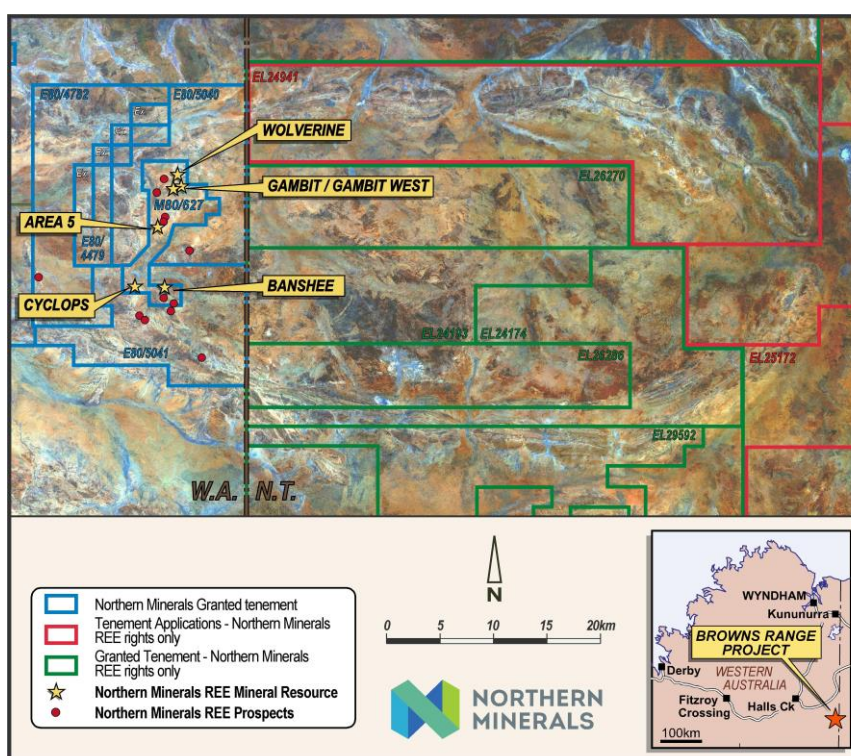 EL24941
E80/4782
E80/5040
WOLVERINE
GAMBIT / GAMBIT WEST
EL26270
M80/627
AREA 5
E80/
4479
CYCLOPS
BANSHEE
EL24193
EL24174
E80/5041
EL26286
EL25172
EL29592
W.A.
N.T.
Northern Minerals Granted tenement
Tenement Applications - Northern Minerals
REE rights only
Granted Tenement - Northern Minerals
REE rights only
Northern Minerals REE Mineral Resource
Northern Minerals REE Prospects
N
0 5 10 15 20km
NORTHERN
MINERALS
WYNDHAM
Kununurra
BROWNS RANGE
PROJECT
Derby
WESTERN
AUSTRALIA
Fitzroy
Crossing
Halls Ck
100km